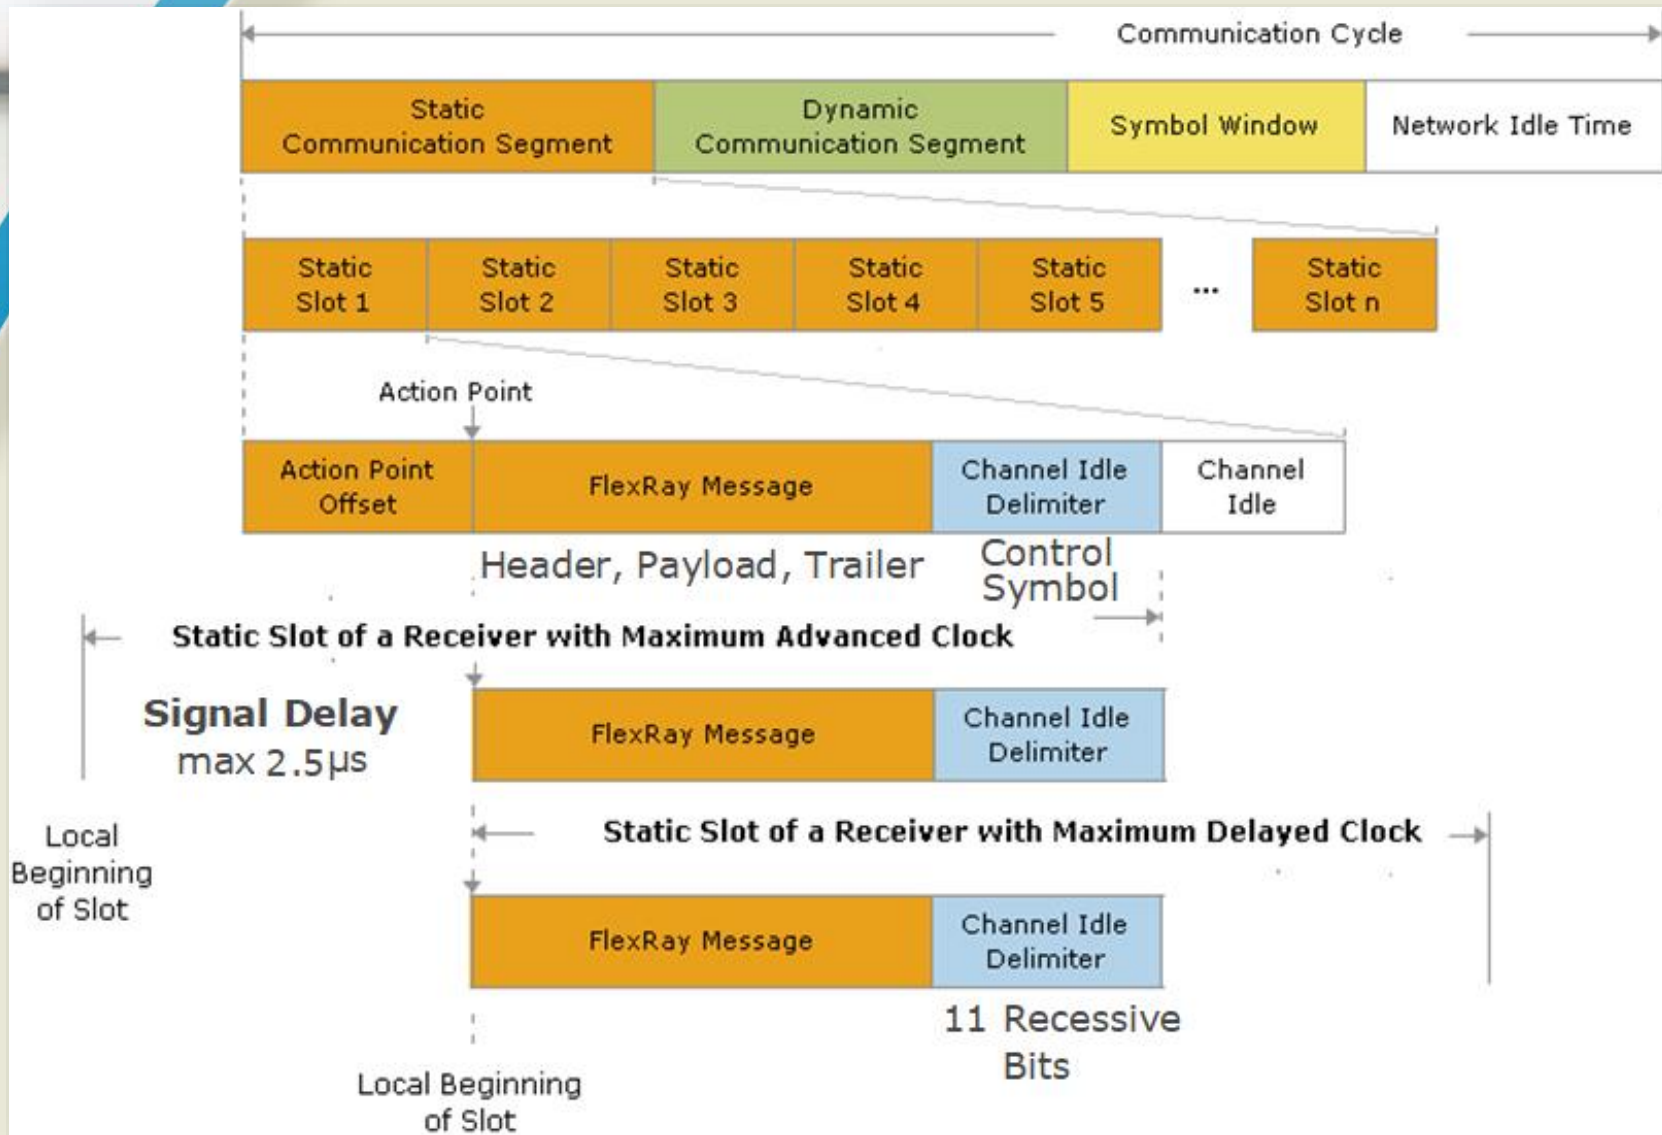 Communication Cycle
Static
Communication Segment
Dynamic
Communication Segment
Symbol Window
Network Idle Time
Static
Slot 1
Static
Slot 2
Static
Slot 3
Static
Slot 4
Static
Slot 5
...
Static
Slot n
Action Point
Action Point
Offset
FlexRay Message
Channel Idle
Delimiter
Channel
Idle
Header, Payload, Trailer
Control
Symbol
Static Slot of a Receiver with Maximum Advanced Clock
Signal Delay
max 2.5µs
FlexRay Message
Channel Idle
Delimiter
Local
Beginning
of Slot
Static Slot of a Receiver with Maximum Delayed Clock
FlexRay Message
Channel Idle
Delimiter
11 Recessive
Bits
Local Beginning
of Slot